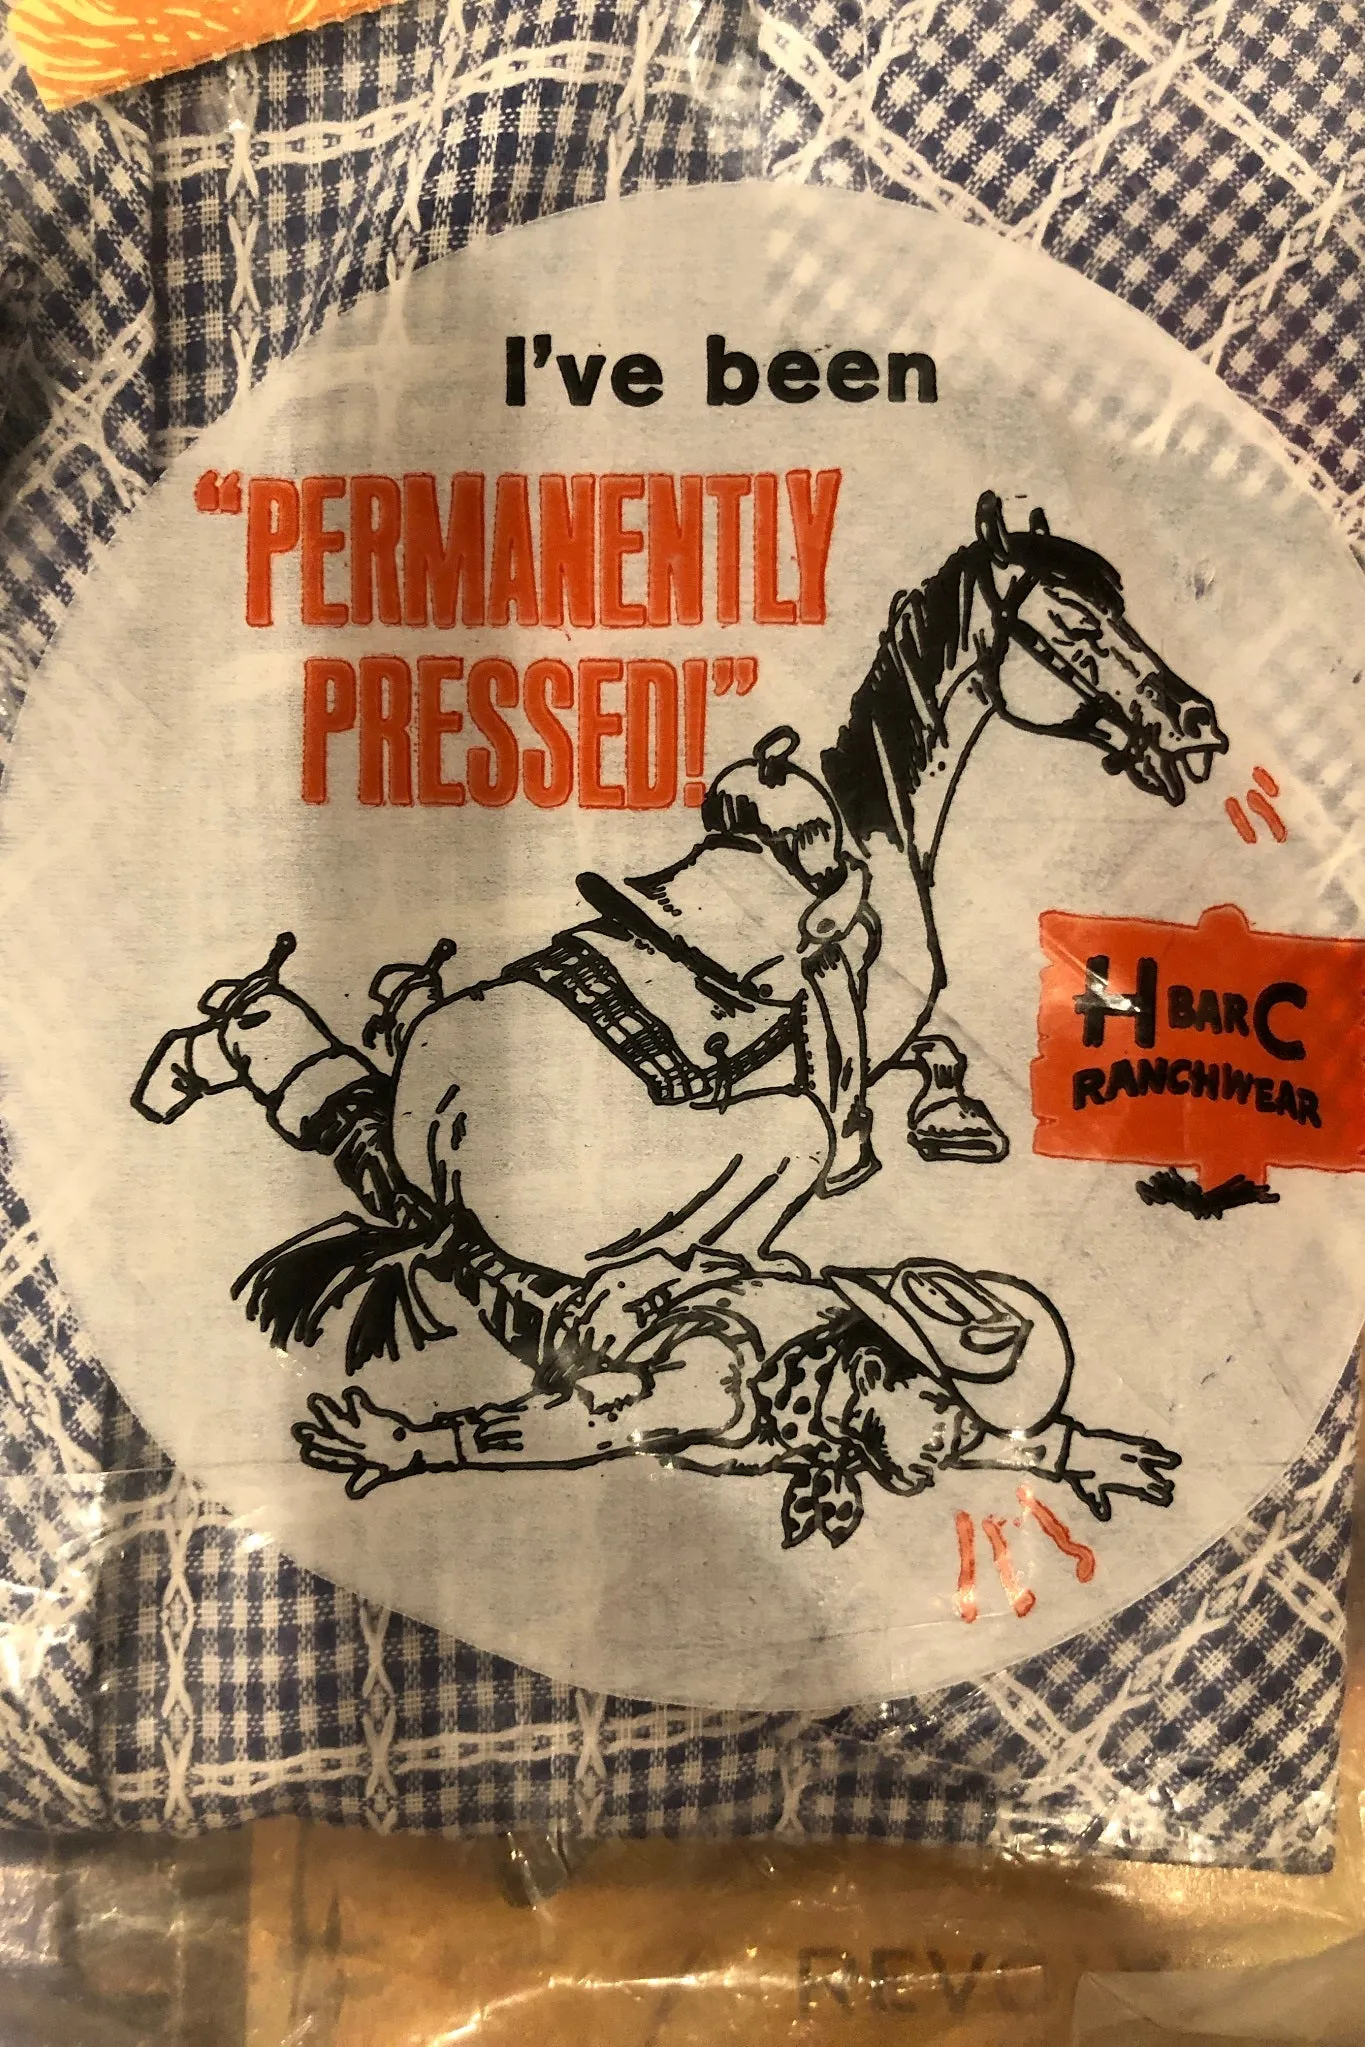 I've been
"PERMANENTLY
PRESSED!"
H BAR C
RANCHWEAR